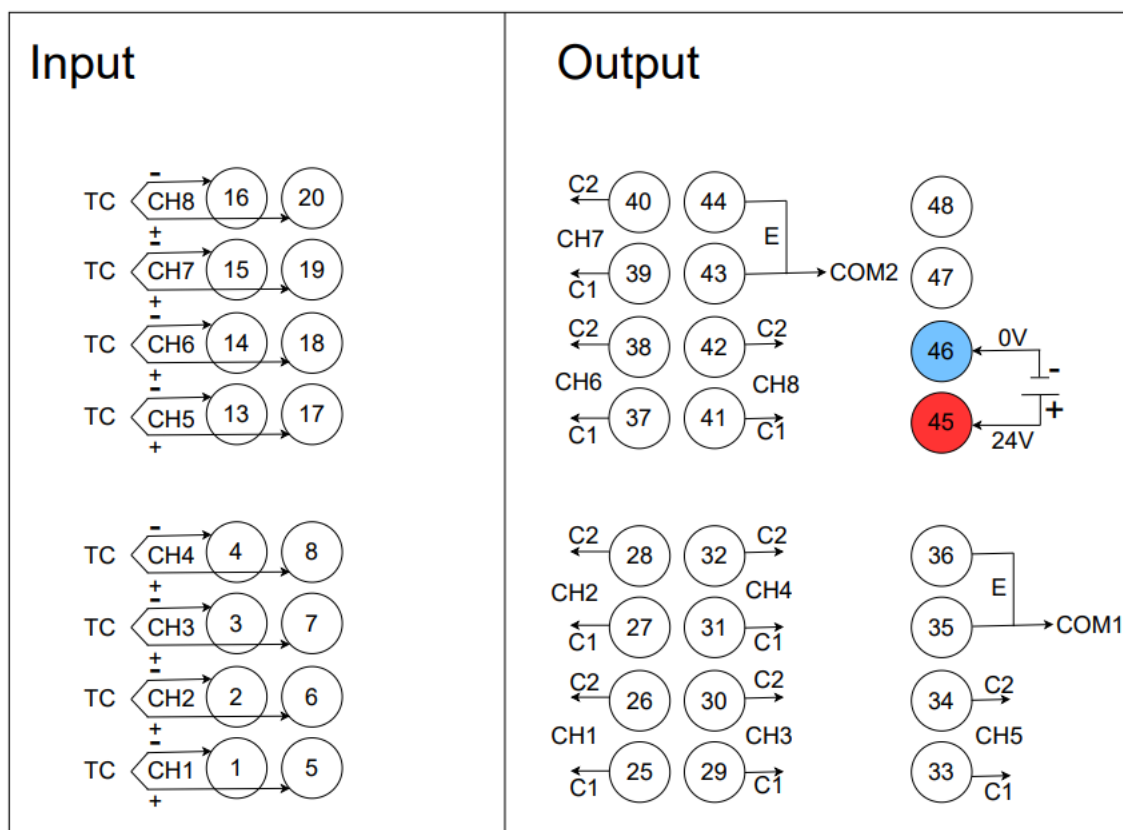 Input
Output
-
TC CH8 16 20
±
-
TC CH7 15 19
+
-
TC CH6 14 18
±
-
TC CH5 13 17
+
-
TC CH4 4 8
+
-
TC CH3 3 7
±
-
TC CH2 2 6
+
-
TC CH1 1 5
+
C2 40 44 48
CH7 E
39 43 COM2 47
C1
C2 38 42 C2 46 0V
CH6 CH8 -
37 41 45 +
C1 C1 24V
C2 28 32 C2 36
CH2 CH4 E
27 31 35 COM1
C1 C1
C2 26 30 C2 34 C2
CH1 CH3 CH5
25 29 33
C1 C1 C1